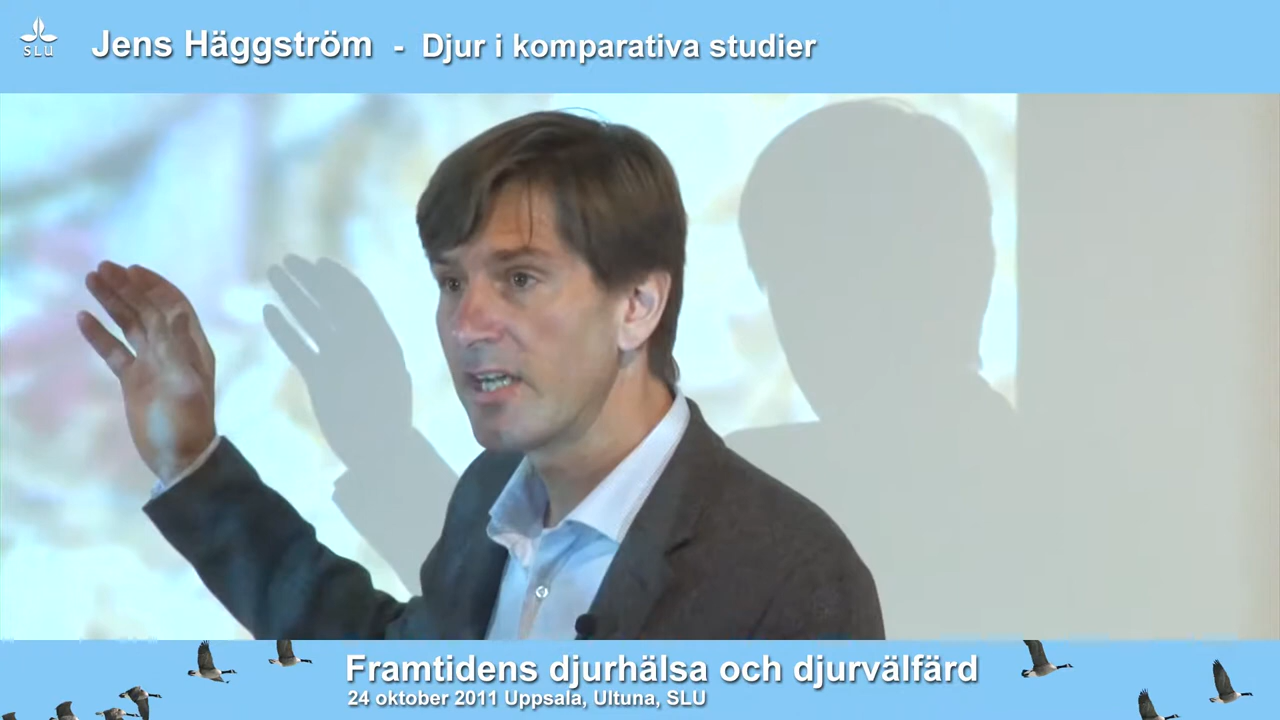 SLU
Jens Häggström - Djur i komparativa studier
Framtidens djurhälsa och djurvälfärd
24 oktober 2011 Uppsala, Ultuna, SLU